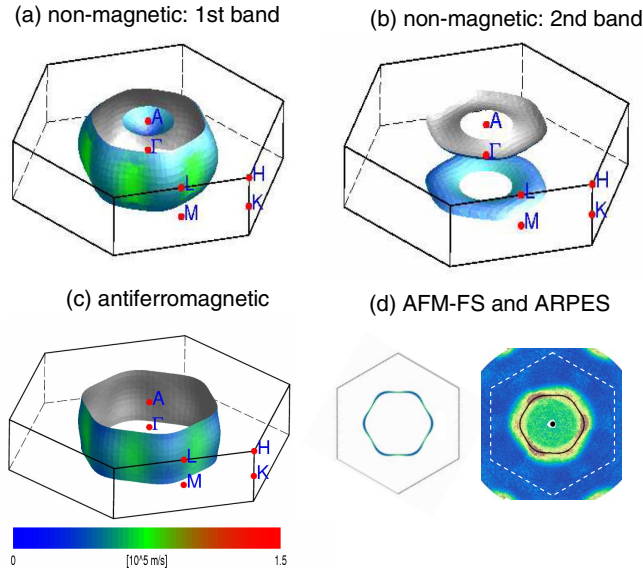 (a) non-magnetic: 1st band
(b) non-magnetic: 2nd band
A
Γ
L
M
H
K
A
Γ
L
M
H
K
(c) antiferromagnetic
(d) AFM-FS and ARPES
A
Γ
L
M
H
K
0
[10^5 m/s]
1.5